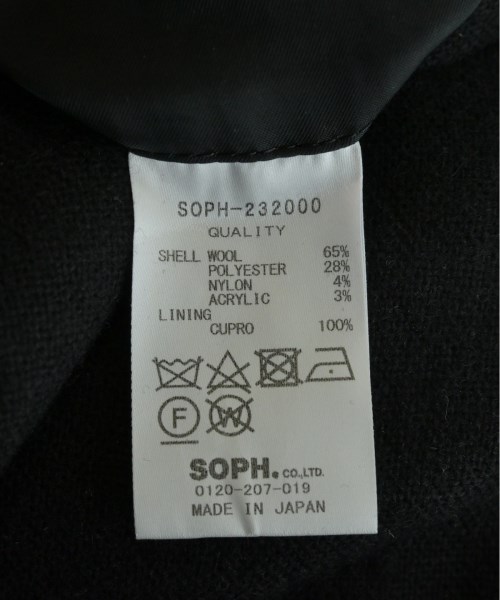 SOPH-232000
QUALITY
SHELL WOOL 65%
POLYESTER 28%
NYLON 4%
ACRYLIC 3%
LINING
CUPRO 100%
F W
SOPH. CO.,LTD.
0120-207-019
MADE IN JAPAN